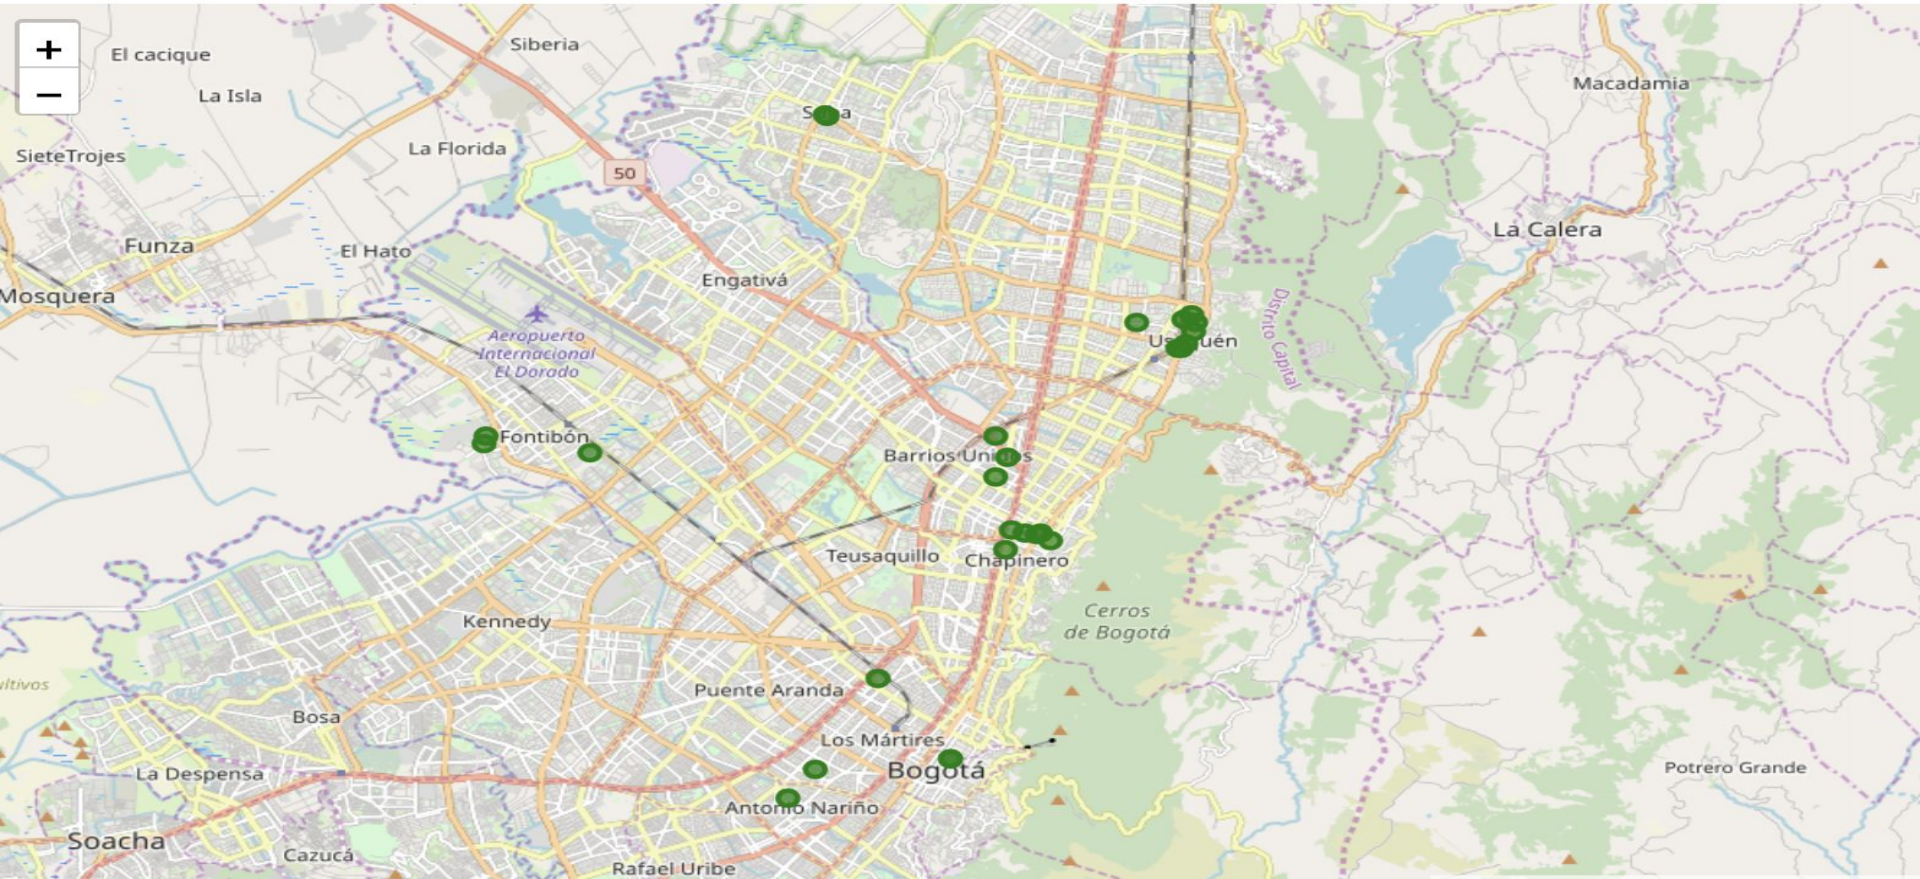 +
−
El cacique
Siberia
La Isla
Macadamia
SieteTrojes
La Florida
50
La Calera
Funza
El Hato
Engativá
Mosquera
Aeropuerto
Internacional
El Dorado
Distrito Capital
Fontibón
Barrios
Teusaquillo
Chapinero
Kennedy
Cerros
de Bogotá
ultivos
Puente Aranda
Bosa
Los Mártires
La Despensa
Bogotá
Potrero Grande
Antonio Nariño
Soacha
Cazucá
Rafael Uribe